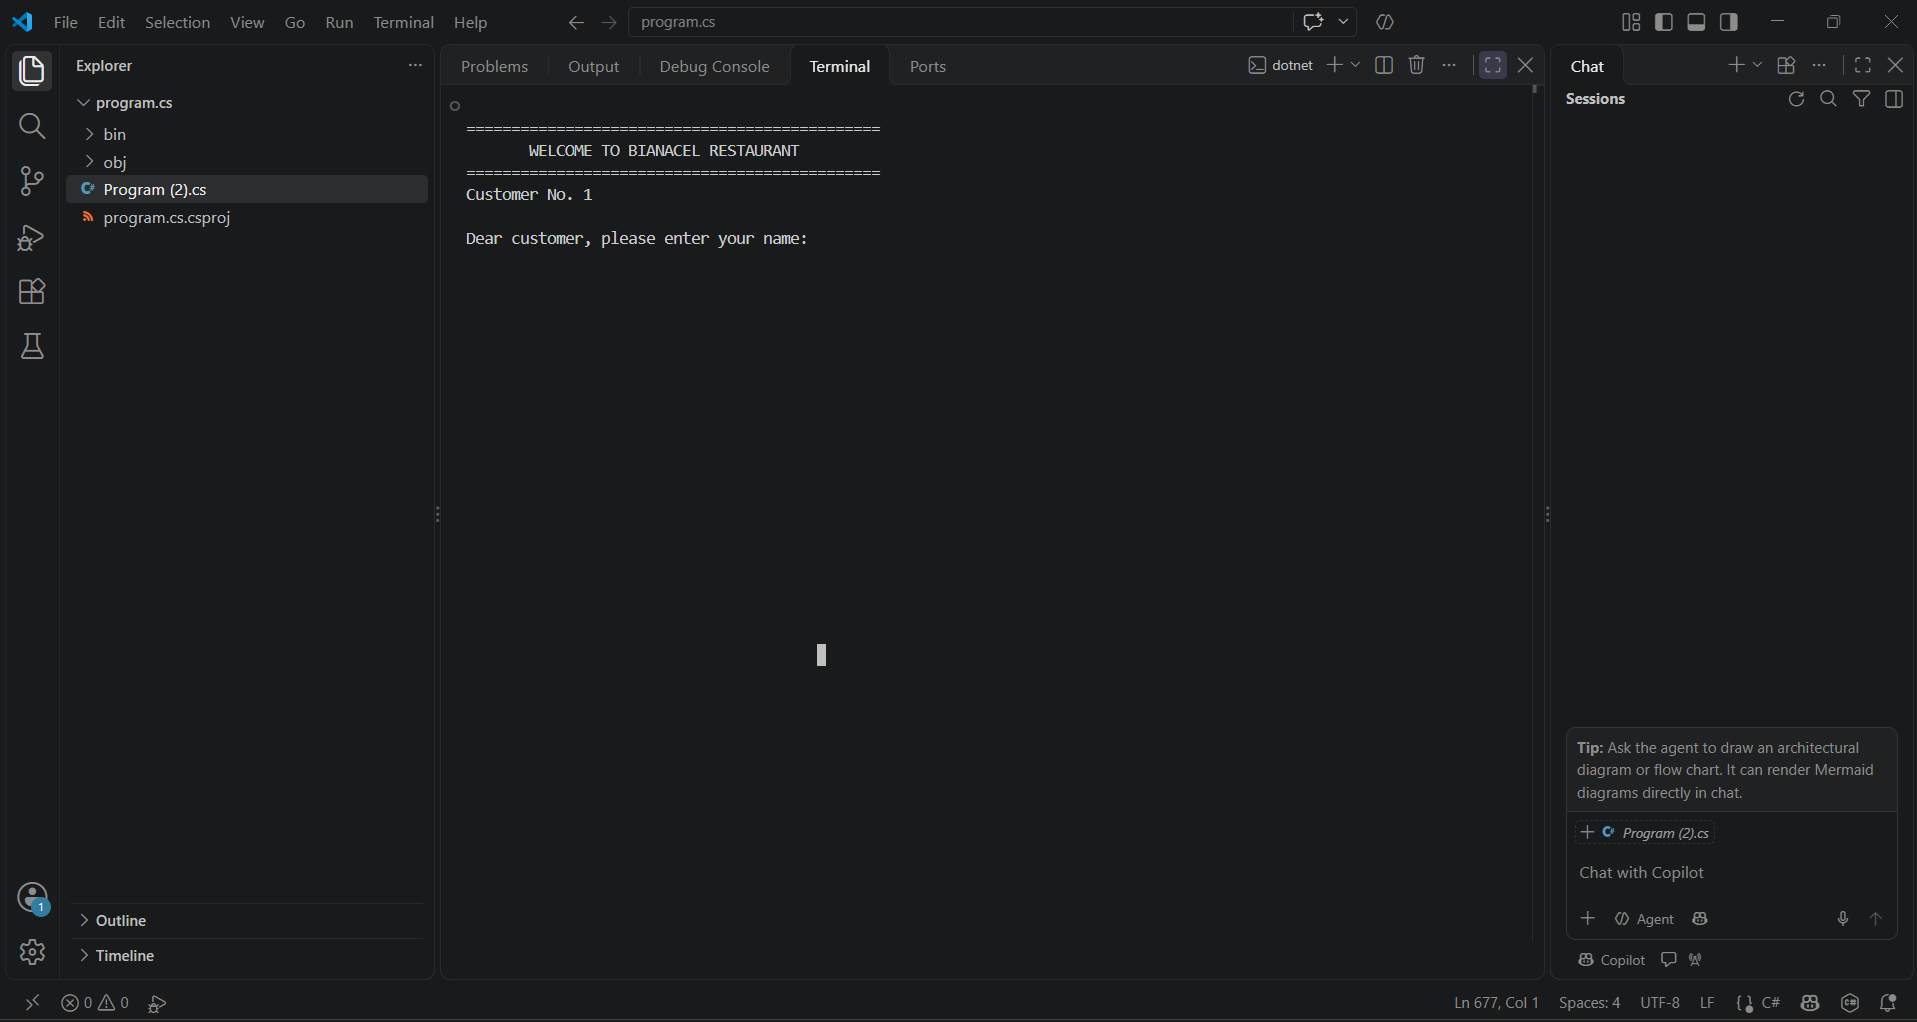 File Edit Selection View Go Run Terminal Help
program.cs
Explorer
program.cs
bin
obj
C# Program (2).cs
program.cs.csproj
Outline
Timeline
1
Problems Output Debug Console Terminal Ports
dotnet
==============================================
WELCOME TO BIANACEL RESTAURANT
==============================================
Customer No. 1
Dear customer, please enter your name:
Chat
Sessions
Tip: Ask the agent to draw an architectural
diagram or flow chart. It can render Mermaid
diagrams directly in chat.
C# Program (2).cs
Chat with Copilot
Agent
Copilot
0 0
Ln 677, Col 1 Spaces: 4 UTF-8 LF C#